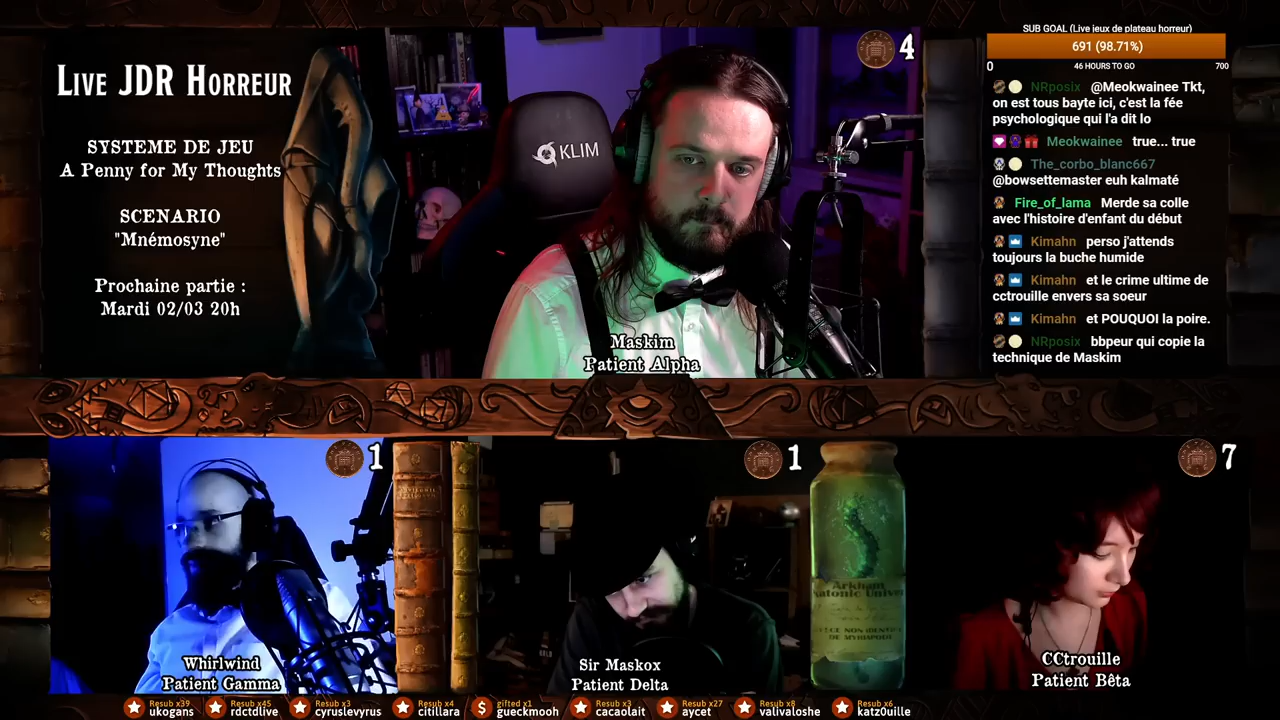 Live JDR Horreur
SYSTEME DE JEU
A Penny for My Thoughts
SCENARIO
"Mnémosyne"
Prochaine partie :
Mardi 02/03 20h
KLIM
4
Maskim
Patient Alpha
SUB GOAL (Live jeux de plateau horreur)
691 (98.71%)
0
46 HOURS TO GO
700
NRposix @Meokwainee Tkt,
on est tous bayte ici, c'est la fée
psychologique qui l'a dit lo
Meokwainee true... true
The_corbo_blanc667
@bowsettemaster euh kalmaté
Fire_of_lama Merde sa colle
avec l'histoire d'enfant du début
Kimahn perso j'attends
toujours la buche humide
Kimahn et le crime ultime de
cctrouille envers sa soeur
Kimahn et POUQUOI la poire.
NRposix bbpeur qui copie la
technique de Maskim
1
Whirlwind
Patient Gamma
1
Sir Maskox
Patient Delta
Arkham
7
CCtrouille
Patient Bêta
Resub x39
ukogans
Resub x45
rdctdlive
Resub x3
cyruslevyrus
Resub x4
citillara
gifted x1
gueckmooh
Resub x3
cacaolait
Resub x27
aycet
Resub x8
valivaloshe
Resub x6
katz0uille